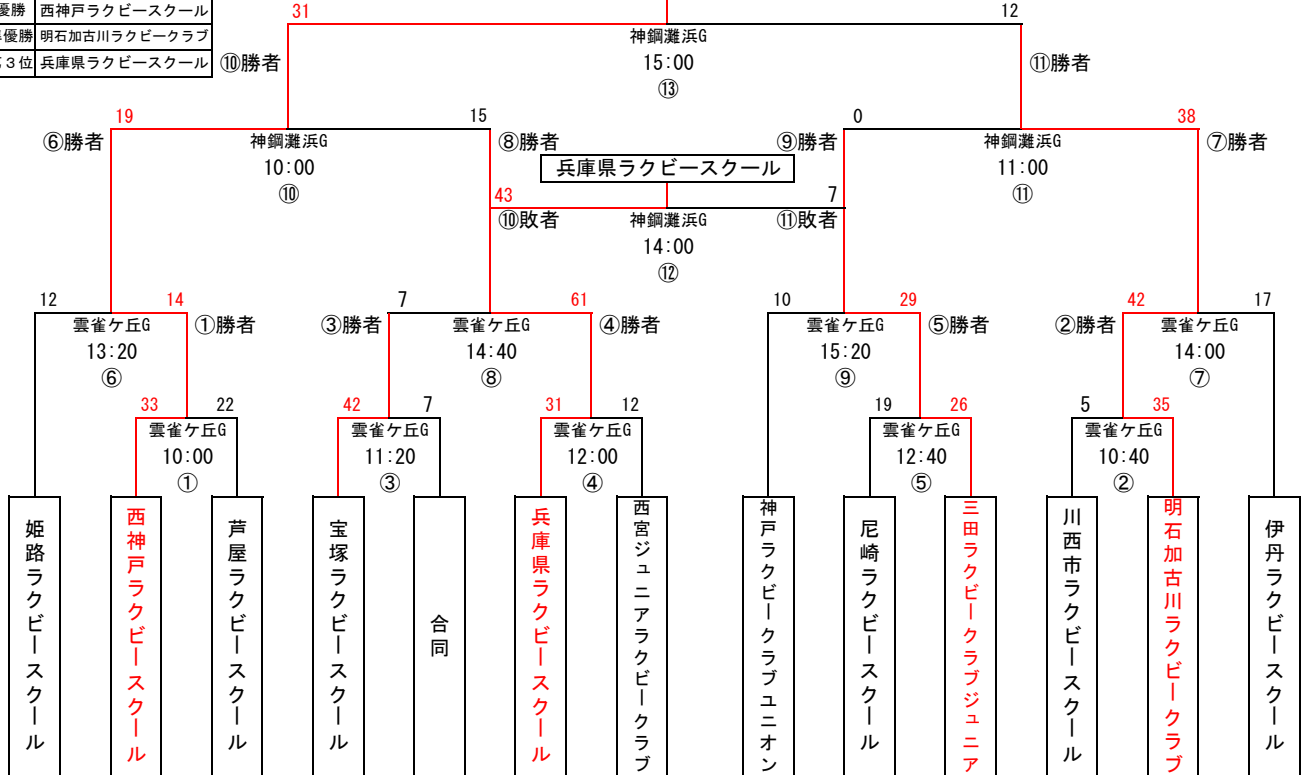 優勝 西神戸ラクビースクール
準優勝 明石加古川ラクビークラブ
第３位 兵庫県ラクビースクール
31 12
神鋼灘浜G
⑩勝者 15:00 ⑪勝者
⑬
19 15 0 38
⑥勝者 神鋼灘浜G ⑧勝者 ⑨勝者 神鋼灘浜G ⑦勝者
10:00 兵庫県ラクビースクール 11:00
⑩ 43 7 ⑪
⑩敗者 神鋼灘浜G ⑪敗者
14:00
⑫
12 14 7 61 10 29 42 17
雲雀ケ丘G ①勝者 ③勝者 雲雀ケ丘G ④勝者 雲雀ケ丘G ⑤勝者 ②勝者 雲雀ケ丘G
13:20 14:40 15:20 14:00
⑥ ⑧ ⑨ ⑦
33 22 42 7 31 12 19 26 5 35
雲雀ケ丘G 雲雀ケ丘G 雲雀ケ丘G 雲雀ケ丘G 雲雀ケ丘G
10:00 11:20 12:00 12:40 10:40
① ③ ④ ⑤ ②
姫路ラクビースクール
西神戸ラクビースクール
芦屋ラクビースクール
宝塚ラクビースクール
合同
兵庫県ラクビースクール
西宮ジュニアラクビークラブ
神戸ラクビークラブユニオン
尼崎ラクビースクール
三田ラクビークラブジュニア
川西市ラクビースクール
明石加古川ラクビークラブ
伊丹ラクビースクール